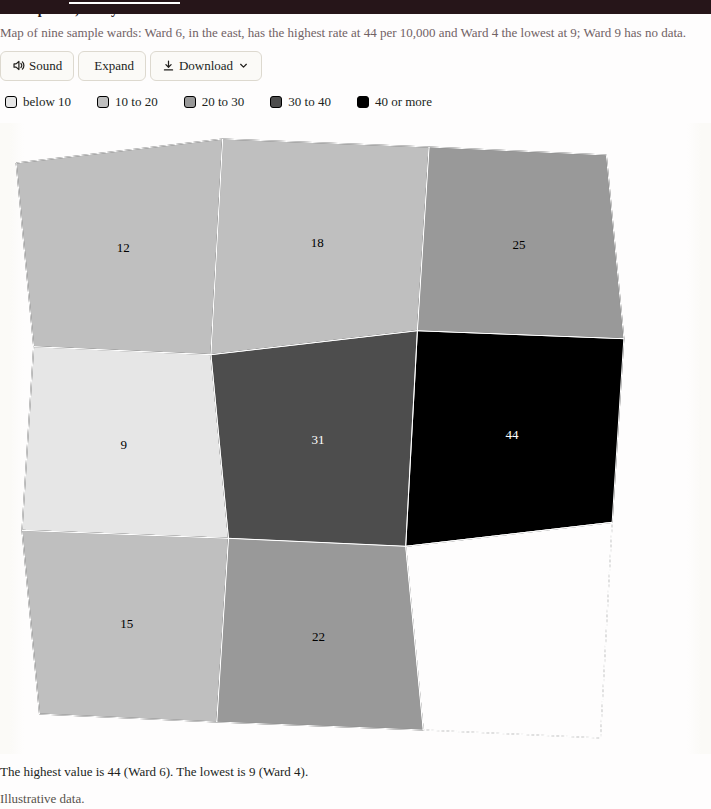 Map of nine sample wards: Ward 6, in the east, has the highest rate at 44 per 10,000 and Ward 4 the lowest at 9; Ward 9 has no data.
Sound Expand Download
below 10 10 to 20 20 to 30 30 to 40 40 or more
12 18 25
9 31 44
15 22
The highest value is 44 (Ward 6). The lowest is 9 (Ward 4).
Illustrative data.